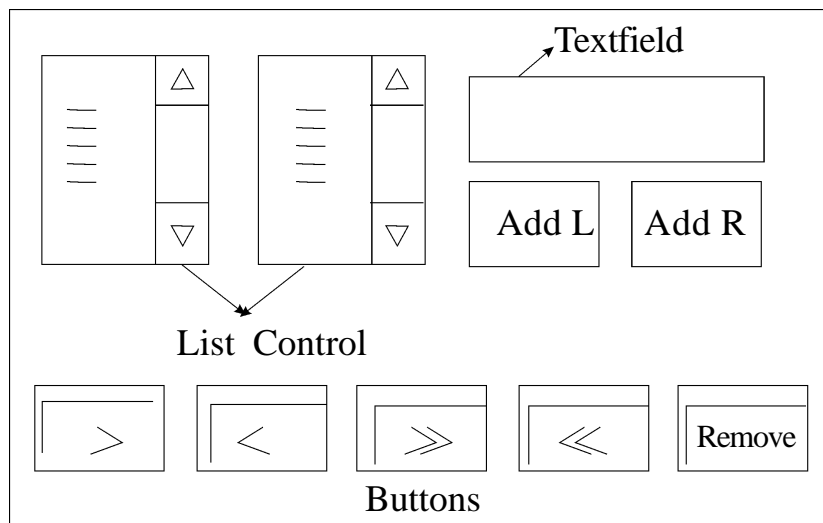 Textfield
Add L
Add R
List Control
>
<
>>
<<
Remove
Buttons